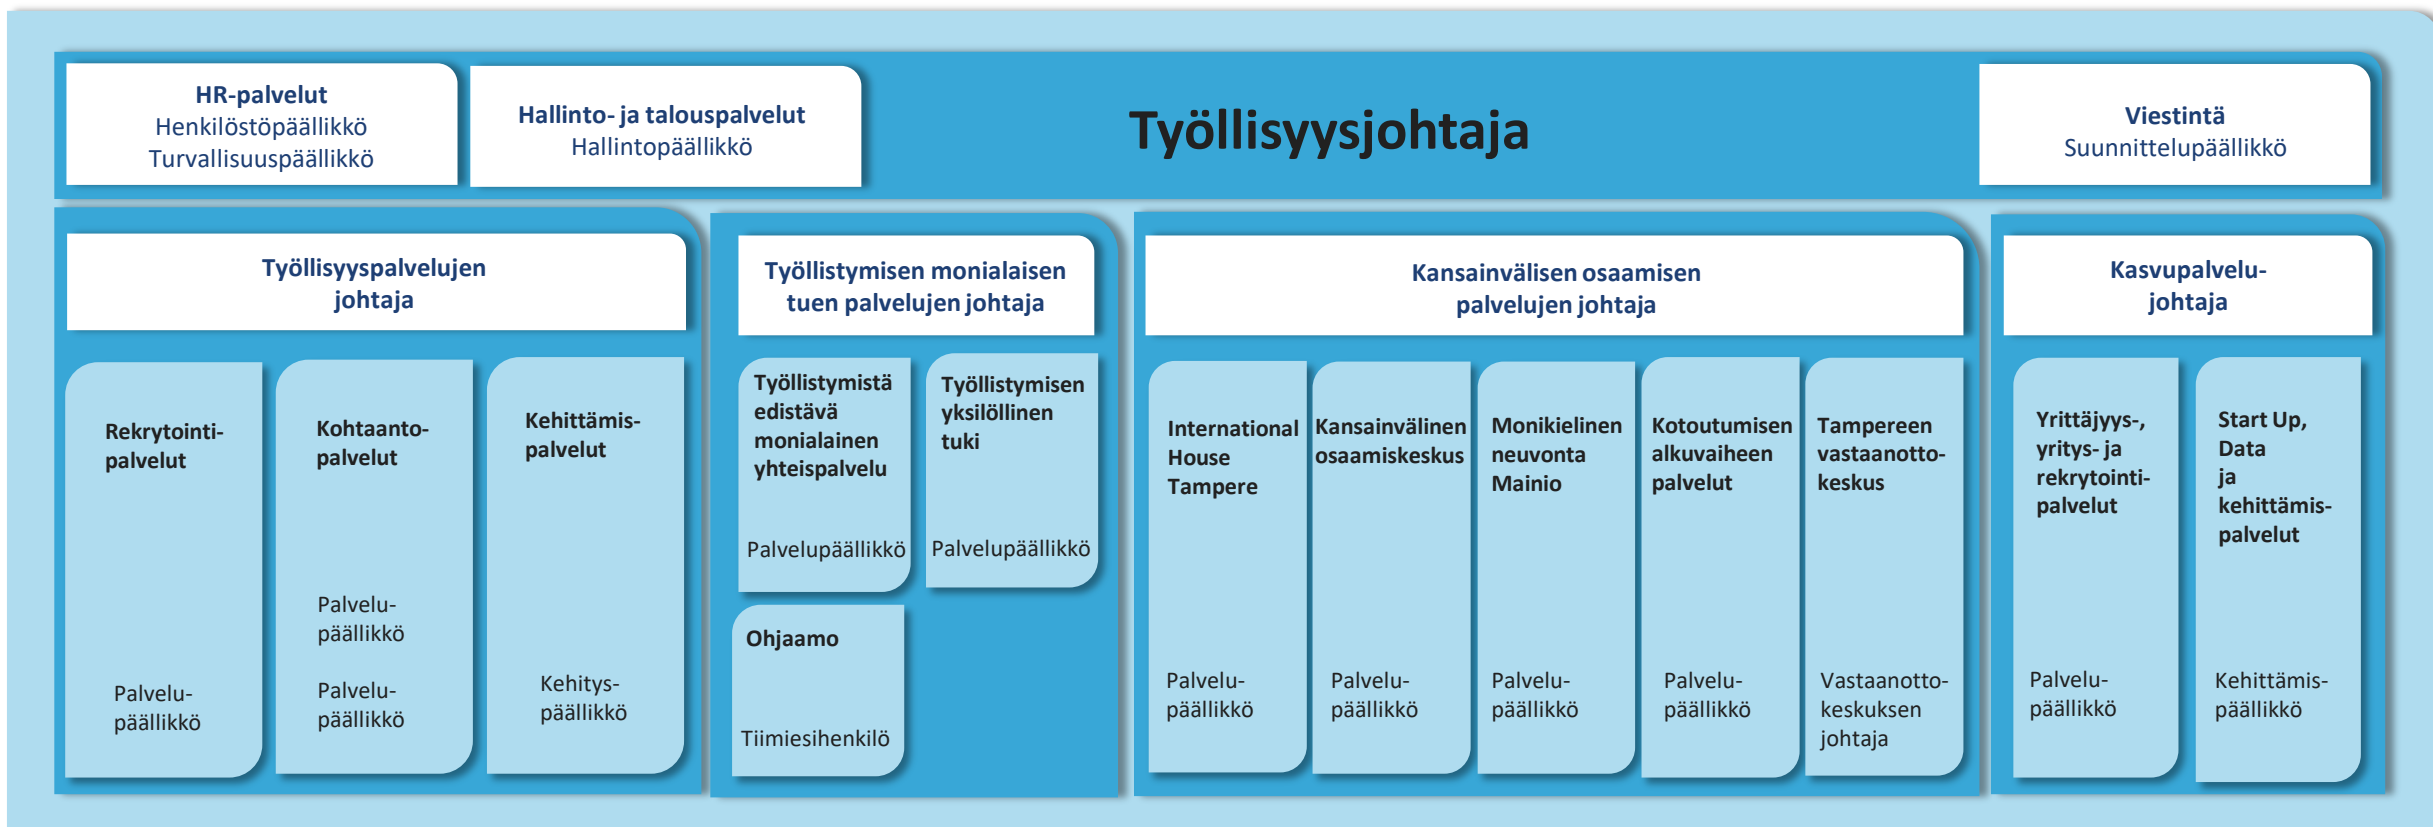 HR-palvelut
Henkilöstöpäällikkö
Turvallisuuspäällikkö
Hallinto- ja talouspalvelut
Hallintopäällikkö
Työllisyysjohtaja
Viestintä
Suunnittelupäällikkö
Työllisyyspalvelujen
johtaja
Rekrytointi-
palvelut
Palvelu-
päällikkö
Kohtaanto-
palvelut
Palvelu-
päällikkö
Palvelu-
päällikkö
Kehittämis-
palvelut
Kehitys-
päällikkö
Työllistymisen monialaisen
tuen palvelujen johtaja
Työllistymistä
edistävä
monialainen
yhteispalvelu
Palvelupäällikkö
Työllistymisen
yksilöllinen
tuki
Palvelupäällikkö
Ohjaamo
Tiimiesihenkilö
Kansainvälisen osaamisen
palvelujen johtaja
International
House
Tampere
Palvelu-
päällikkö
Kansainvälinen
osaamiskeskus
Palvelu-
päällikkö
Monikielinen
neuvonta
Mainio
Palvelu-
päällikkö
Kotoutumisen
alkuvaiheen
palvelut
Palvelu-
päällikkö
Tampereen
vastaanotto-
keskus
Vastaanotto-
keskuksen
johtaja
Kasvupalvelu-
johtaja
Yrittäjyys-,
yritys- ja
rekrytointi-
palvelut
Palvelu-
päällikkö
Start Up,
Data
ja
kehittämis-
palvelut
Kehittämis-
päällikkö